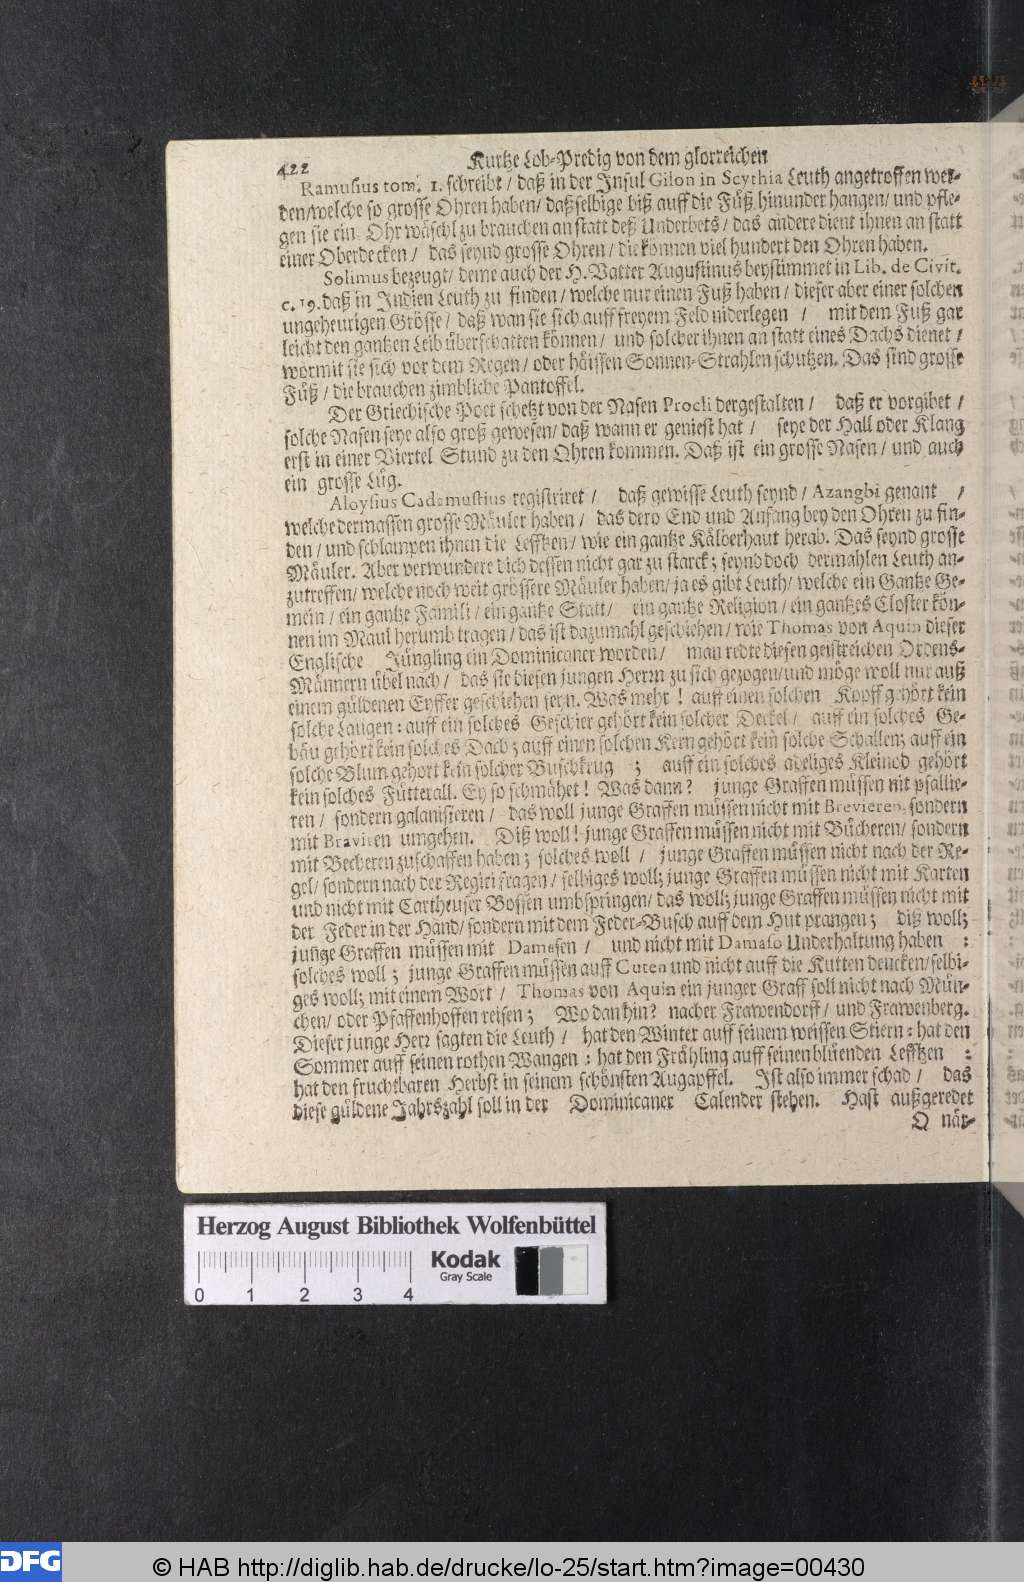 422
Kurtze Lob-Predig von dem glorreichen
Ramusius tom. 1. schreibt / daß in der Insul Gilon in Scythia Leuth angetroffen wer-
den/welche so grosse Ohren haben/ daß selbige biß auff die Füß hinunder hangen/ und pfle-
gen sie ein Ohr wäschl zu brauchen an statt deß Underbets / das andere dient ihnen an statt
einer Oberdecken / das seynd grosse Ohren / die können viel hundert den Ohren haben.
Solimus bezeugt/ deme auch der H. Vatter Augustinus beystimmet in Lib. de Civit.
c. 19. daß in Indien Leuth zu finden / welche nur einen Fuß haben / dieser aber einer solchen
ungeheurigen Grösse / daß wan sie sich auff freyem Feld niderlegen / mit dem Fuß gar
leicht den gantzen Leib überschatten können / und solcher ihnen an statt eines Dachs dienet /
wormit sie sich vor dem Regen / oder häissen Sonnen-Strahlen schutzen. Das sind grosse
Füß / die brauchen zimbliche Pantoffel.
Der Griechische Poet schetzt von der Nasen Procli dergestalten / daß er vorgibet /
solche Nasen seye also groß gewesen/ daß wann er geniest hat / seye der Hall oder Klang
erst in einer Viertel Stund zu den Ohren kommen. Daß ist ein grosse Nasen / und auch
ein grosse Lüg.
Aloysius Cadamustius registriret / daß gewisse Leuth seynd / Azangbi genant /
welche dermassen grosse Mäuler haben / das dero End und Anfang bey den Ohren zu fin-
den / und schlampen ihnen die Lefftzen / wie ein gantze Kälberhaut herab. Das seynd grosse
Mäuler. Aber verwundere dich dessen nicht gar zu starck ; seynd doch dermahlen Leuth an-
zutreffen / welche noch weit grössere Mäuler haben/ ja es gibt Leuth/ welche ein Gantze Ge-
mein / ein gantze Famili / ein gantze Statt / ein gantze Religion / ein gantzes Closter kön-
nen im Maul herumb tragen / das ist dazumahl geschehen / wie Thomas von Aquin dieser
Englische Jüngling ein Dominicaner worden / man redte diesen geistreichen Ordens-
Männern übel nach / das sie diesen jungen Herrn zu sich gezogen/und möge woll nur auß
einem güldenen Eyffer geschehen seyn. Was mehr ! auff einen solchen Kopff gehört kein
solche Laugen : auff ein solches Geschier gehört kein solcher Deckel / auff ein solches Ge-
bäu gehört kein solches Dach ; auff einen solchen Kern gehört kein solche Schallen; auff ein
solche Blum gehört kein solcher Buschkrug ; auff ein solches adeliges Kleinod gehört
kein solches Fütterall. Ey so schmähet ! Was dann ? junge Graffen müssen nit psallie-
ren / sondern galanisieren / das woll junge Graffen müssen nicht mit Brevieren, sondern
mit Braviren umgehen. Diß woll ! junge Graffen müssen nicht mit Bücheren/ sondern
mit Becheren zuschaffen haben ; solches woll / junge Graffen müssen nicht nach der Re-
gel/ sondern nach der Regiri fragen / selbiges woll; junge Graffen müssen nicht mit Karten
und nicht mit Cartheuser Bossen umbspringen/ das woll; junge Graffen müssen nicht mit
der Feder in der Hand/ sondern mit dem Feder-Busch auff dem Hut prangen ; diß woll;
junge Graffen müssen mit Damesen / und nicht mit Damaso Underhaltung haben :
solches woll ; junge Graffen müssen auff Guten und nicht auff die Kutten dencken/selbi-
ges woll; mit einem Wort / Thomas von Aquin ein junger Graff soll nicht nach Mün-
chen/ oder Pfaffenhoffen reisen ; Wo dan hin? nacher Frawendorff / und Frawenberg.
Dieser junge Herr sagten die Leuth / hat den Winter auff seinem weissen Stiern : hat den
Sommer auff seinen rothen Wangen : hat den Frühling auff seinen blüenden Lefftzen :
hat den fruchtbaren Herbst in seinem schönsten Augapffel. Ist also immer schad / das
diese güldene Jahrszahl soll in der Dominicaner Calender stehen. Hast außgeredet
O när-
Herzog August Bibliothek Wolfenbüttel
Kodak
Gray Scale
0 1 2 3 4
DFG
© HAB http://diglib.hab.de/drucke/lo-25/start.htm?image=00430